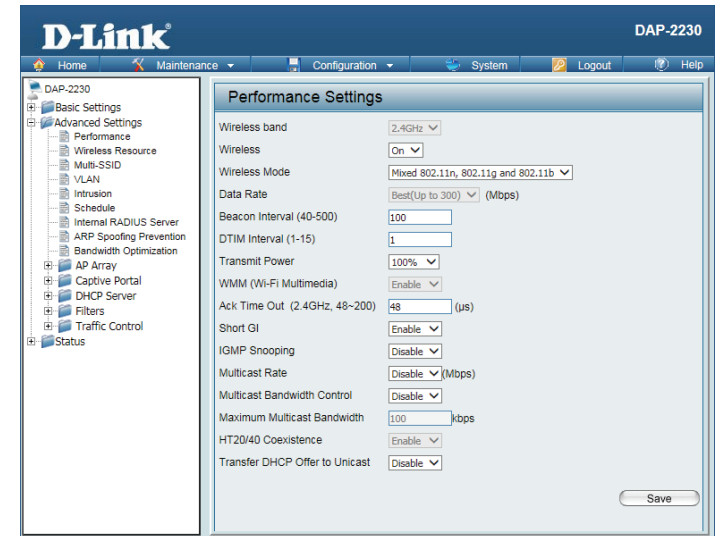 D-Link®
DAP-2230
Home Maintenance Configuration System Logout Help
DAP-2230
Basic Settings
Advanced Settings
Performance
Wireless Resource
Multi-SSID
VLAN
Intrusion
Schedule
Internal RADIUS Server
ARP Spoofing Prevention
Bandwidth Optimization
AP Array
Captive Portal
DHCP Server
Filters
Traffic Control
Status
Performance Settings
Wireless band 2.4GHz
Wireless On
Wireless Mode Mixed 802.11n, 802.11g and 802.11b
Data Rate Best(Up to 300) (Mbps)
Beacon Interval (40-500) 100
DTIM Interval (1-15) 1
Transmit Power 100%
WMM (Wi-Fi Multimedia) Enable
Ack Time Out (2.4GHz, 48~200) 48 (µs)
Short GI Enable
IGMP Snooping Disable
Multicast Rate Disable (Mbps)
Multicast Bandwidth Control Disable
Maximum Multicast Bandwidth 100 kbps
HT20/40 Coexistence Enable
Transfer DHCP Offer to Unicast Disable
Save